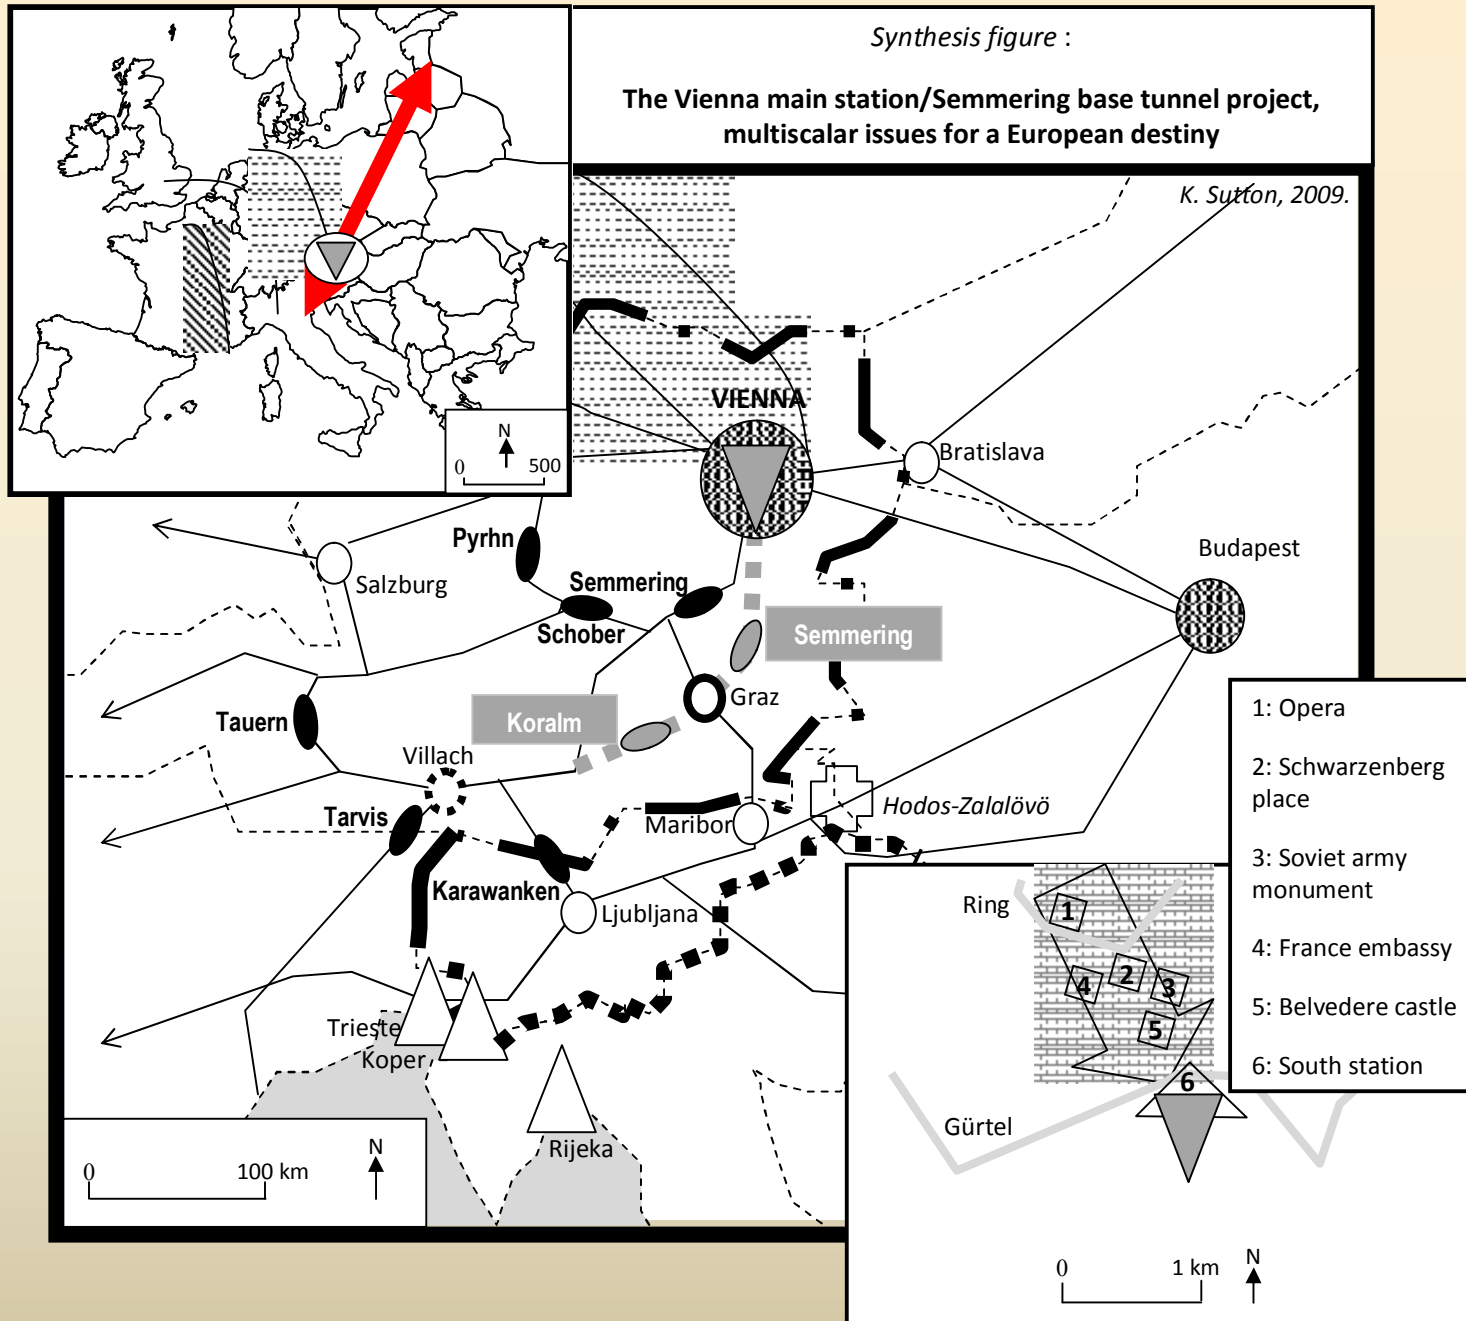 Synthesis figure :
The Vienna main station/Semmering base tunnel project,
multiscalar issues for a European destiny
K. Sutton, 2009.
N
0
500
VIENNA
Bratislava
Budapest
Pyrhn
Salzburg
Semmering
Schober
Semmering
Tauern
Koralm
Graz
Villach
Tarvis
Maribor
Hodos-Zalalövö
Karawanken
Ljubljana
Trieste
Koper
Rijeka
0
100 km
N
1: Opera
2: Schwarzenberg
place
3: Soviet army
monument
4: France embassy
5: Belvedere castle
6: South station
Ring
1
2
4
3
5
6
Gürtel
0
1 km
N